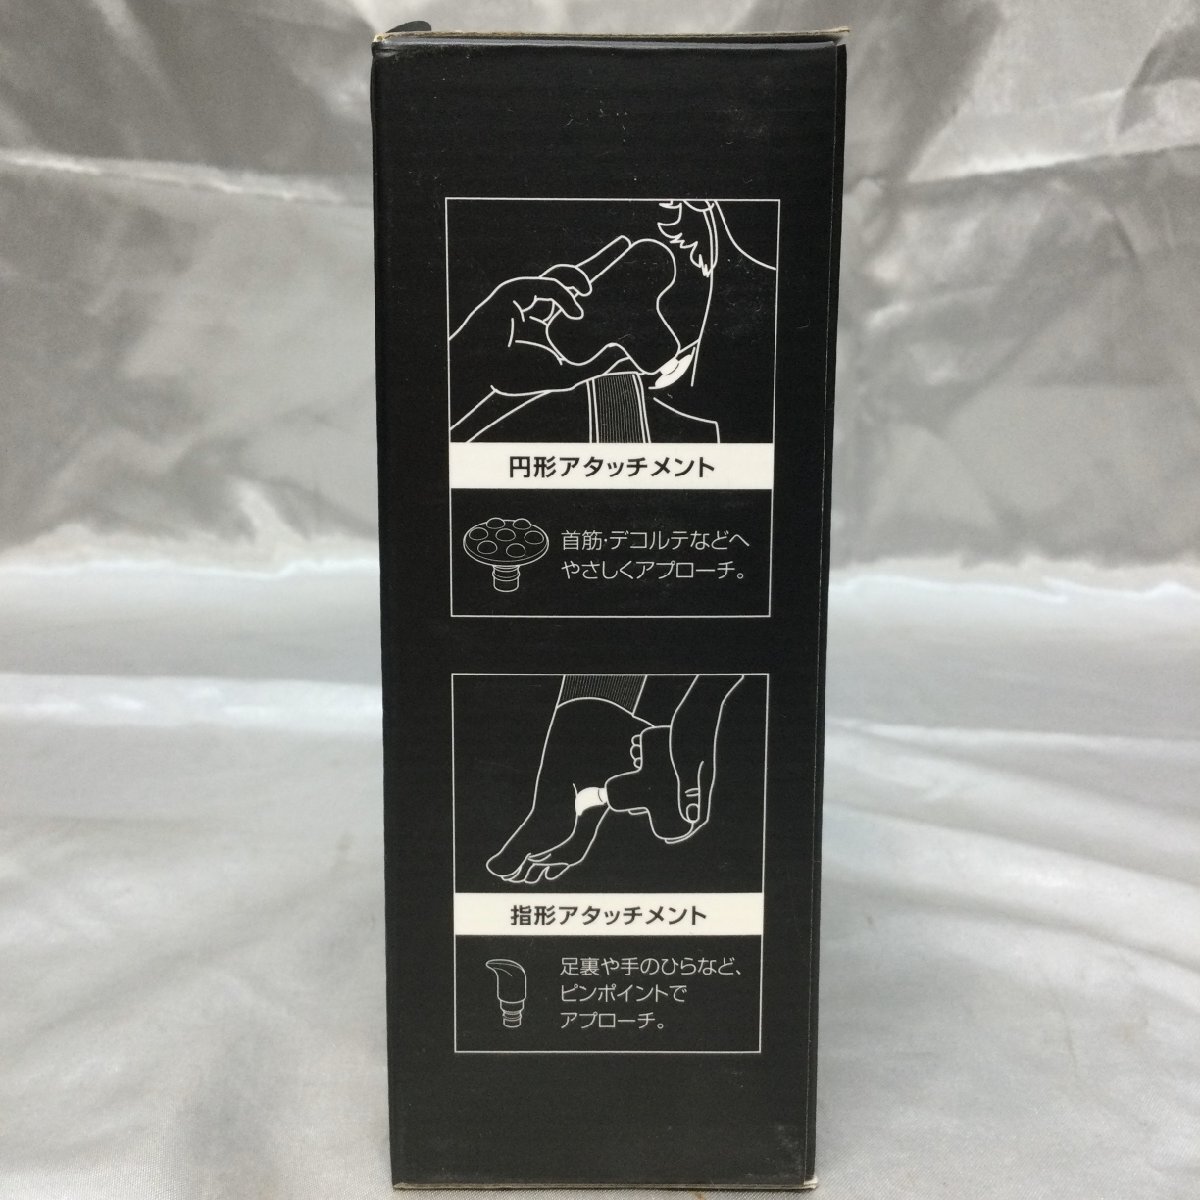 円形アタッチメント
首筋・デコルテなどへ
やさしくアプローチ。
指形アタッチメント
足裏や手のひらなど、
ピンポイントで
アプローチ。